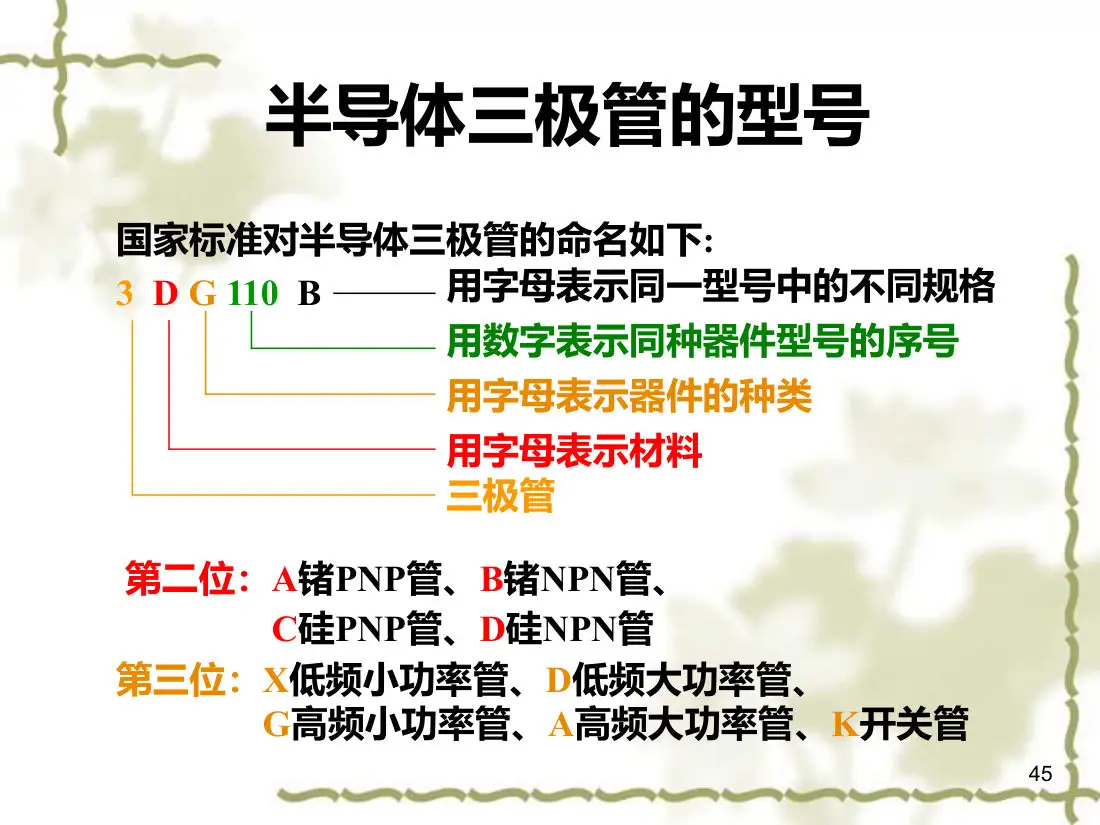 半导体三极管的型号
国家标准对半导体三极管的命名如下:
3 D G 110 B
用字母表示同一型号中的不同规格
用数字表示同种器件型号的序号
用字母表示器件的种类
用字母表示材料
三极管
第二位：A锗PNP管、B锗NPN管、
C硅PNP管、D硅NPN管
第三位：X低频小功率管、D低频大功率管、
G高频小功率管、A高频大功率管、K开关管
45